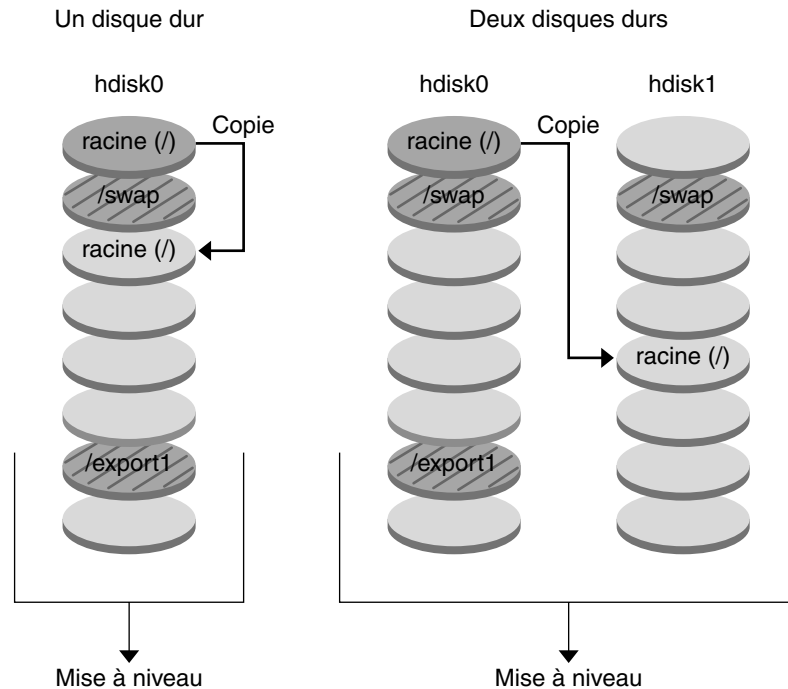 Un disque dur
Deux disques durs
hdisk0
hdisk0
hdisk1
racine (/)
Copie
racine (/)
Copie
/swap
/swap
/swap
racine (/)
racine (/)
/export1
/export1
Mise à niveau
Mise à niveau